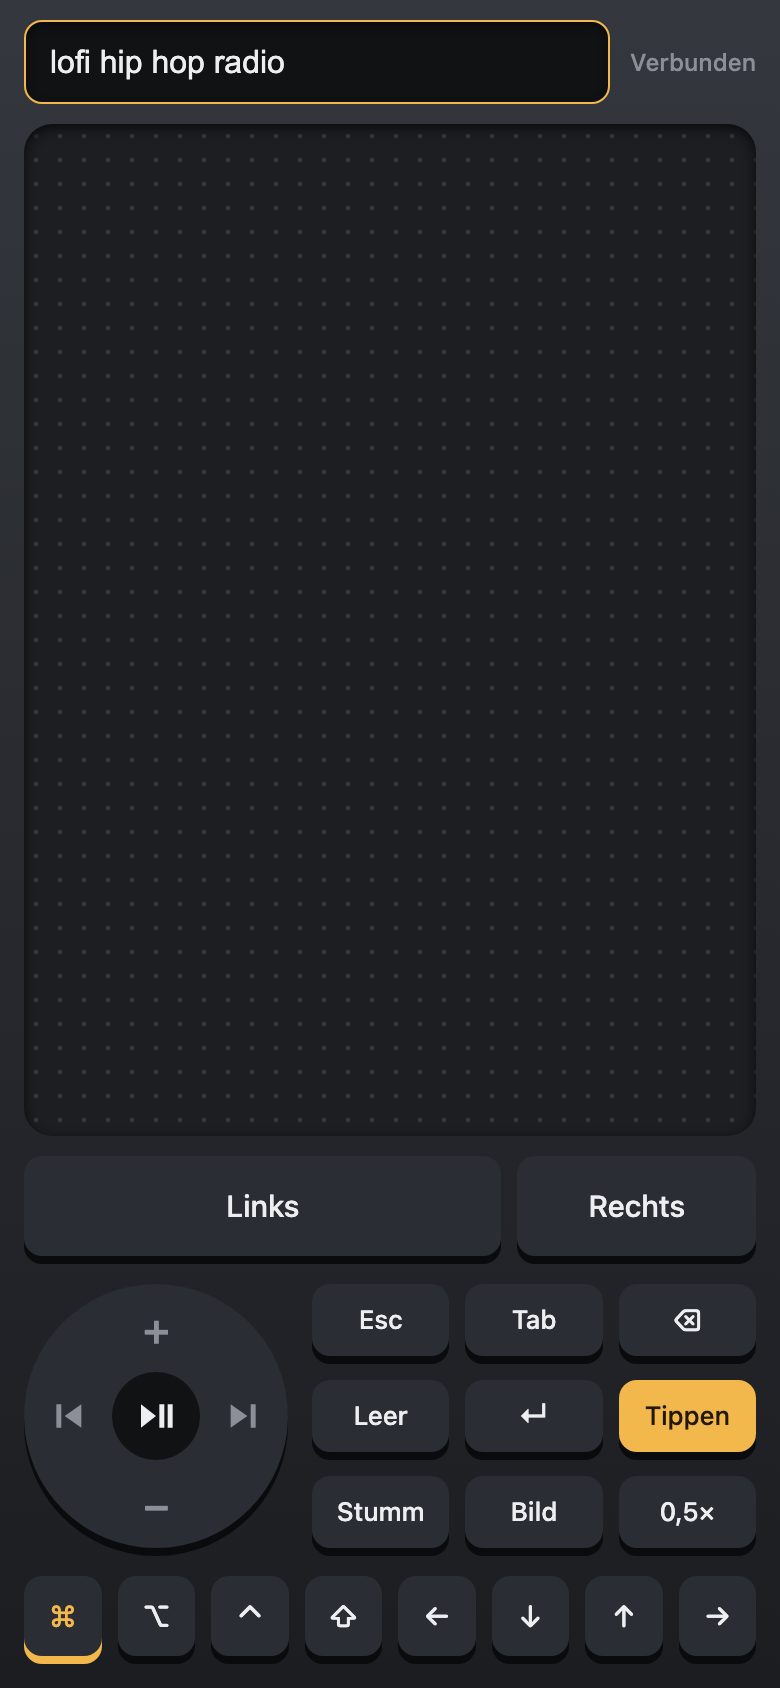 lofi hip hop radio
Verbunden
Links
Rechts
Esc
Tab
Leer
Tippen
Stumm
Bild
0,5×